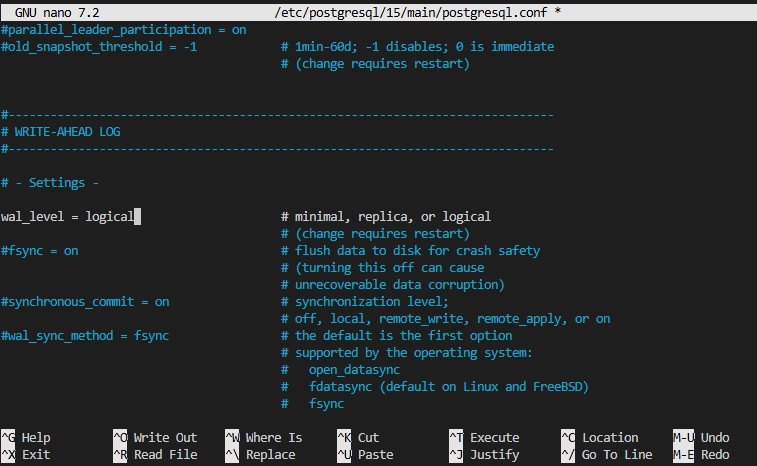 GNU nano 7.2 /etc/postgresql/15/main/postgresql.conf *
#parallel_leader_participation = on
#old_snapshot_threshold = -1 # 1min-60d; -1 disables; 0 is immediate
# (change requires restart)
#------------------------------------------------------------------------------
# WRITE-AHEAD LOG
#------------------------------------------------------------------------------
# - Settings -
wal_level = logical # minimal, replica, or logical
# (change requires restart)
#fsync = on # flush data to disk for crash safety
# (turning this off can cause
# unrecoverable data corruption)
#synchronous_commit = on # synchronization level;
# off, local, remote_write, remote_apply, or on
#wal_sync_method = fsync # the default is the first option
# supported by the operating system:
# open_datasync
# fdatasync (default on Linux and FreeBSD)
# fsync
^G Help ^O Write Out ^W Where Is ^K Cut ^T Execute ^C Location M-U Undo
^X Exit ^R Read File ^\ Replace ^U Paste ^J Justify ^/ Go To Line M-E Redo